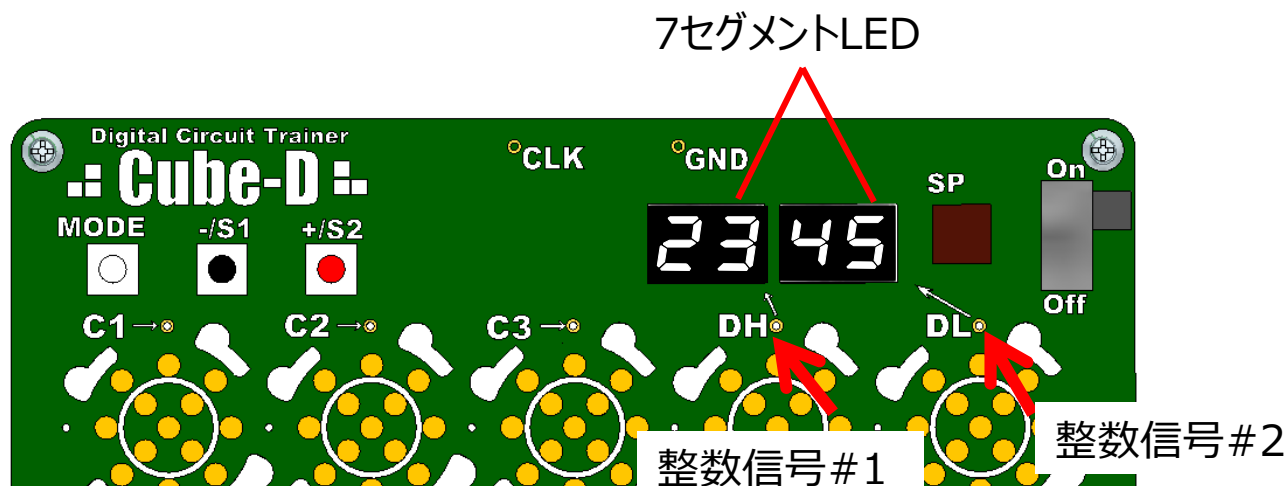 7セグメントLED
Digital Circuit Trainer
Cube-D
CLK
GND
On
SP
MODE
-/S1
+/S2
23 45
Off
C1
C2
C3
DH
DL
整数信号#1
整数信号#2